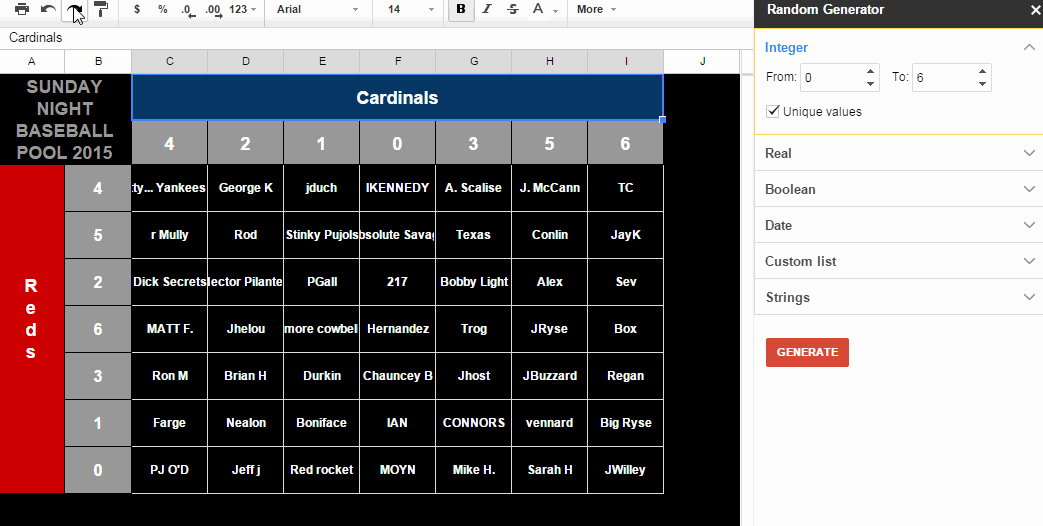 $ % .0 .00 123 Arial 14 B I S A More
Cardinals
A B C D E F G H I J
SUNDAY
NIGHT
BASEBALL
POOL 2015
Cardinals
4 2 1 0 3 5 6
Reds
4 ty... Yankees George K jduch IKENNEDY A. Scalise J. McCann TC
5 r Mully Rod Stinky Pujols bsolute Sava Texas Conlin JayK
2 Dick Secrets lector Pilante PGall 217 Bobby Light Alex Sev
6 MATT F. Jhelou more cowbel Hernandez Trog JRyse Box
3 Ron M Brian H Durkin Chauncey B Jhost JBuzzard Regan
1 Farge Nealon Boniface IAN CONNORS vennard Big Ryse
0 PJ O'D Jeff j Red rocket MOYN Mike H. Sarah H JWilley
Random Generator
Integer
From: 0 To: 6
Unique values
Real
Boolean
Date
Custom list
Strings
GENERATE